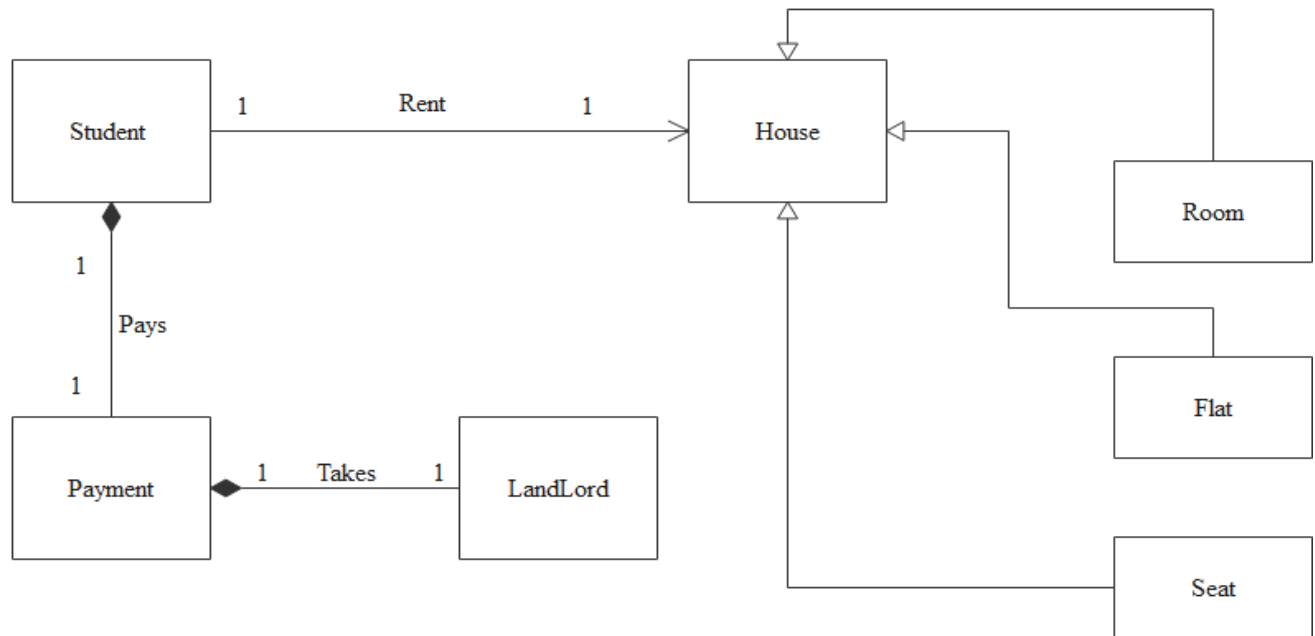 Student
1
Rent
1
House
Room
1
Pays
1
Flat
Payment
1
Takes
1
LandLord
Seat